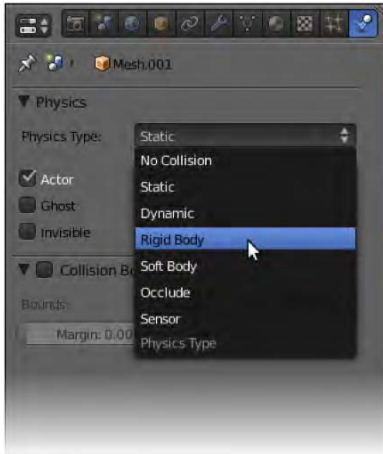 Mesh.001
Physics
Physics Type:
Static
No Collision
Actor
Static
Ghost
Dynamic
Invisible
Rigid Body
Collision
Soft Body
Bounds:
Occlude
Margin: 0.00
Sensor
Physics Type